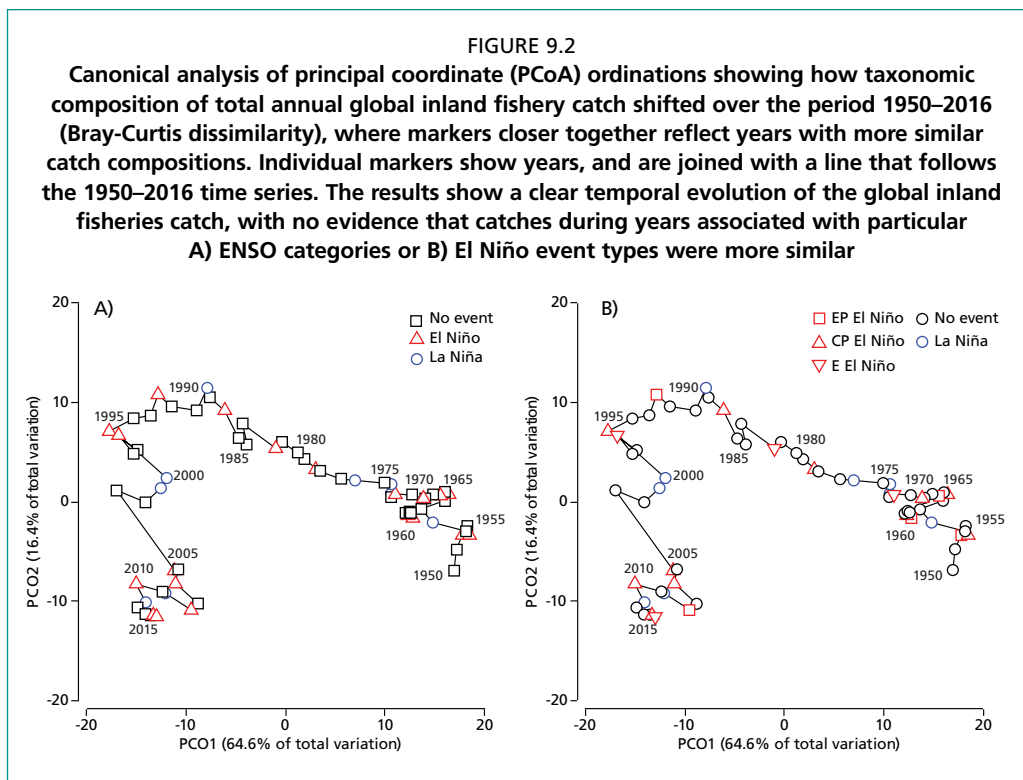 FIGURE 9.2
Canonical analysis of principal coordinate (PCoA) ordinations showing how taxonomic
composition of total annual global inland fishery catch shifted over the period 1950–2016
(Bray-Curtis dissimilarity), where markers closer together reflect years with more similar
catch compositions. Individual markers show years, and are joined with a line that follows
the 1950–2016 time series. The results show a clear temporal evolution of the global inland
fisheries catch, with no evidence that catches during years associated with particular
A) ENSO categories or B) El Niño event types were more similar
A)
No event
El Niño
La Niña
PCO2 (16.4% of total variation)
20
10
0
-10
-20
1990
1995
1985
1980
2000
1975
1970
1965
1960
1955
1950
2005
2010
2015
-20
-10
0
10
20
PCO1 (64.6% of total variation)
B)
EP El Niño
No event
CP El Niño
La Niña
E El Niño
PCO2 (16.4% of total variation)
20
10
0
-10
-20
1990
1995
1985
1980
2000
1975
1970
1965
1960
1955
1950
2005
2010
2015
-20
-10
0
10
20
PCO1 (64.6% of total variation)